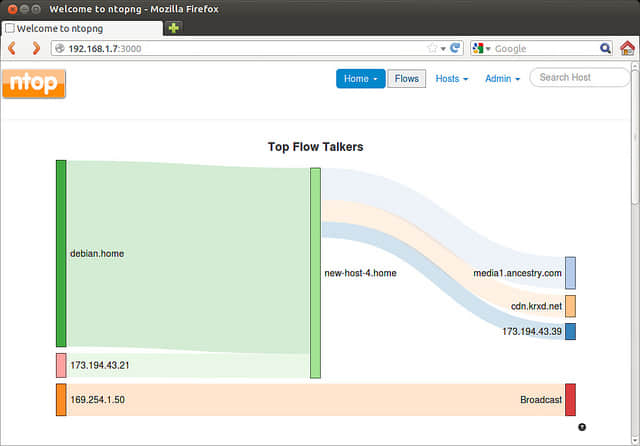 Welcome to ntopng - Mozilla Firefox
Welcome to ntopng
192.168.1.7:3000
Google
ntop
Home
Flows
Hosts
Admin
Search Host
Top Flow Talkers
debian.home
new-host-4.home
media1.ancestry.com
cdn.krxd.net
173.194.43.39
173.194.43.21
169.254.1.50
Broadcast